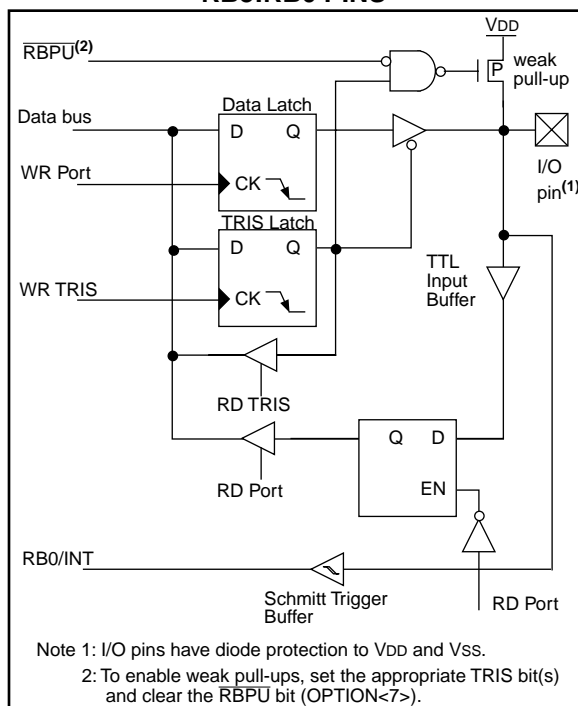 RB3:RB0 PINS
VDD
RBPU(2)
P
weak
pull-up
Data Latch
Data bus
D
Q
WR Port
CK
I/O
pin(1)
TRIS Latch
D
Q
TTL
Input
Buffer
WR TRIS
CK
RD TRIS
Q
D
RD Port
EN
RB0/INT
Schmitt Trigger
Buffer
RD Port
Note 1: I/O pins have diode protection to VDD and VSS.
2: To enable weak pull-ups, set the appropriate TRIS bit(s)
and clear the RBPU bit (OPTION<7>).